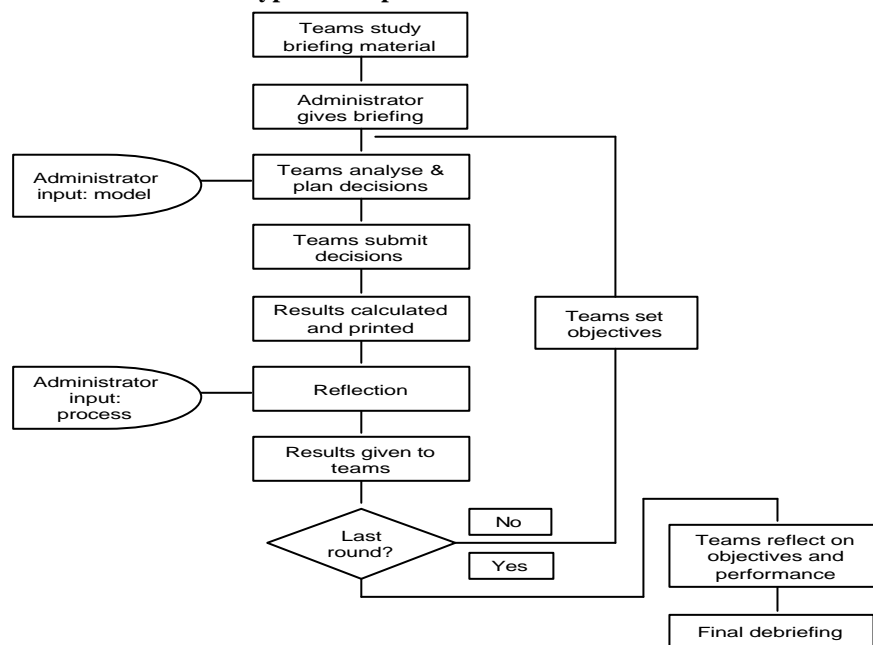 Teams study
briefing material
Administrator
gives briefing
Administrator
input: model
Teams analyse &
plan decisions
Teams submit
decisions
Results calculated
and printed
Teams set
objectives
Administrator
input:
process
Reflection
Results given to
teams
Last
round?
No
Yes
Teams reflect on
objectives and
performance
Final debriefing